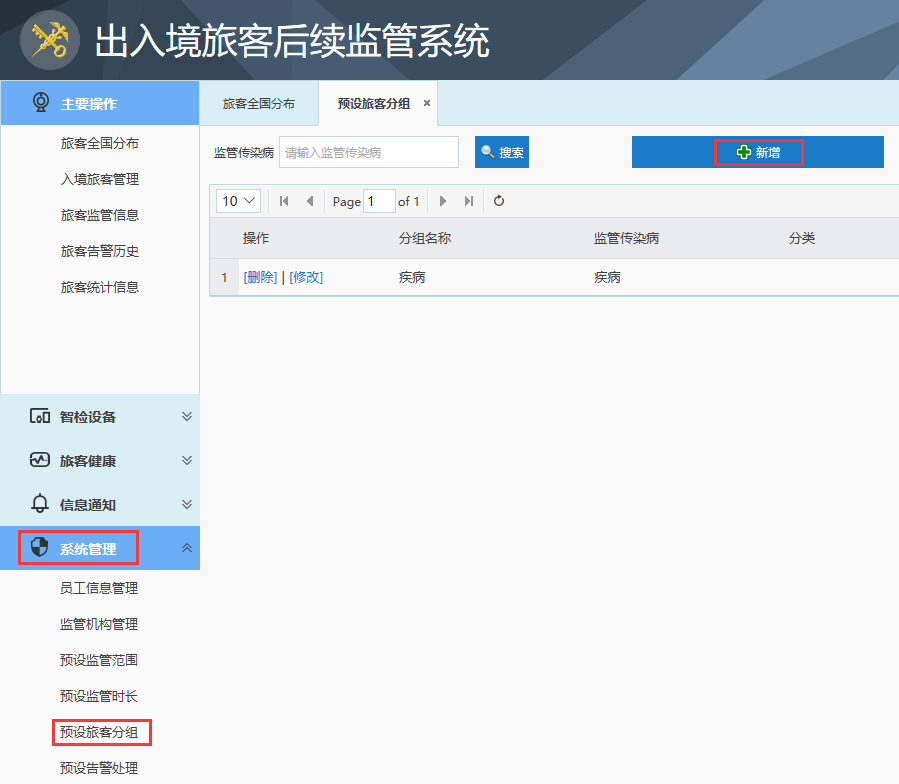 出入境旅客后续监管系统
主要操作
旅客全国分布
入境旅客管理
旅客监管信息
旅客告警历史
旅客统计信息
智检设备
旅客健康
信息通知
系统管理
员工信息管理
监管机构管理
预设监管范围
预设监管时长
预设旅客分组
预设告警处理
旅客全国分布 预设旅客分组 ×
监管传染病 请输入监管传染病 搜索 新增
10 Page 1 of 1
操作 分组名称 监管传染病 分类
1 [删除] | [修改] 疾病 疾病